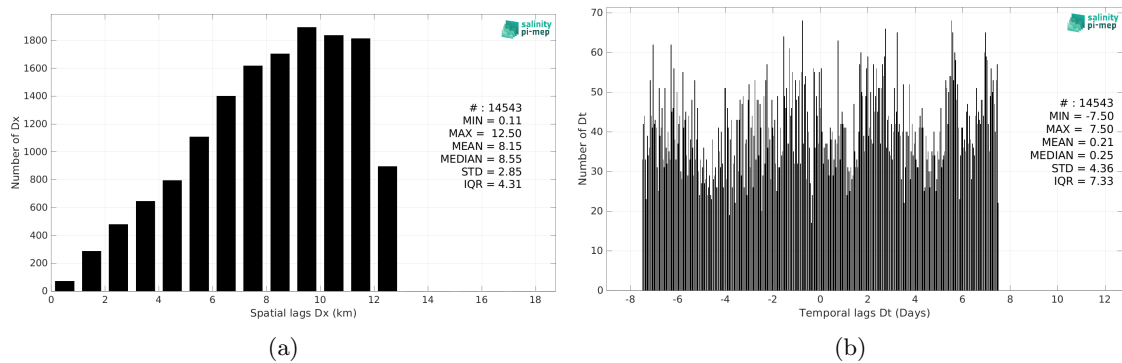 1800
1600
1400
1200
1000
800
600
400
200
0
Number of Dx
0 2 4 6 8 10 12 14 16 18
Spatial lags Dx (km)
salinity
pi-mep
# : 14543
MIN = 0.11
MAX = 12.50
MEAN = 8.15
MEDIAN = 8.55
STD = 2.85
IQR = 4.31
(a)
70
60
50
40
30
20
10
0
Number of Dt
-8 -6 -4 -2 0 2 4 6 8 10 12
Temporal lags Dt (Days)
salinity
pi-mep
# : 14543
MIN = -7.50
MAX = 7.50
MEAN = 0.21
MEDIAN = 0.25
STD = 4.36
IQR = 7.33
(b)